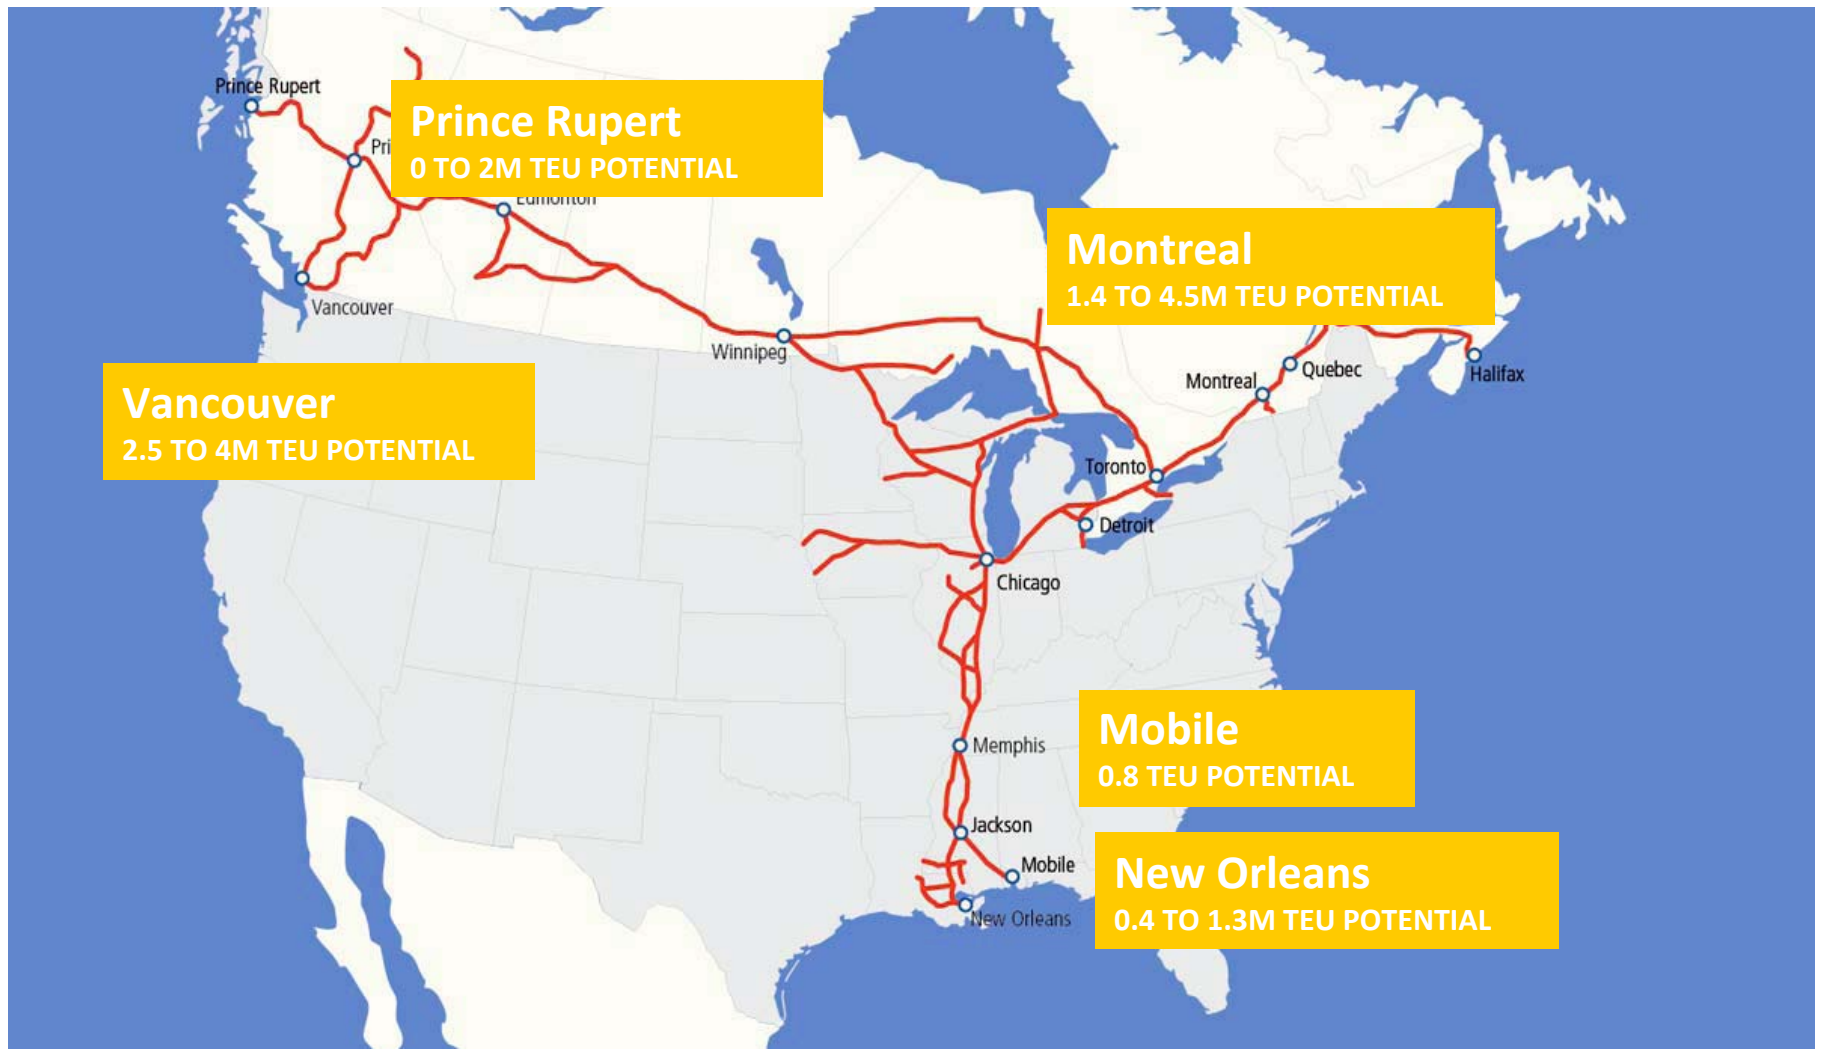 Prince Rupert
Prince Rupert
0 TO 2M TEU POTENTIAL
Pri
Edmonton
Montreal
1.4 TO 4.5M TEU POTENTIAL
Vancouver
Winnipeg
Quebec
Montreal
Halifax
Vancouver
2.5 TO 4M TEU POTENTIAL
Toronto
Detroit
Chicago
Mobile
0.8 TEU POTENTIAL
Memphis
Jackson
Mobile
New Orleans
0.4 TO 1.3M TEU POTENTIAL
New Orleans